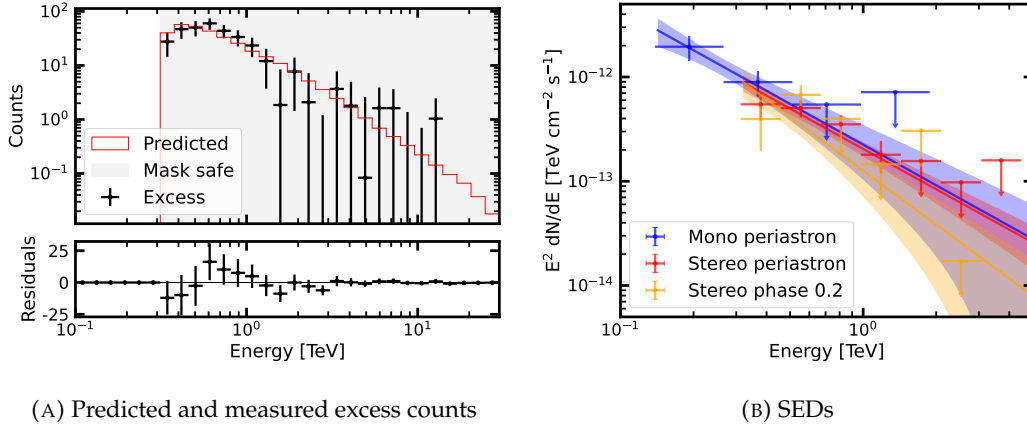 10²
10¹
10⁰
10⁻¹
Counts
Predicted
Mask safe
Excess
25
0
-25
Residuals
10⁻¹ 10⁰ 10¹
Energy [TeV]
10⁻¹²
10⁻¹³
10⁻¹⁴
E² dN/dE [TeV cm⁻² s⁻¹]
Mono periastron
Stereo periastron
Stereo phase 0.2
10⁻¹ 10⁰
Energy [TeV]
(A) Predicted and measured excess counts
(B) SEDs